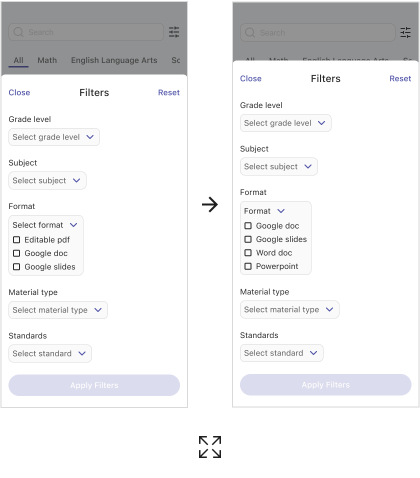 Search
All Math English Language Arts Sc
Close Filters Reset
Grade level
Select grade level
Subject
Select subject
Format
Select format
Editable pdf
Google doc
Google slides
Material type
Select material type
Standards
Select standard
Apply Filters
Search
All Math English Language Arts Sc
Close Filters Reset
Grade level
Select grade level
Subject
Select subject
Format
Format
Google doc
Google slides
Word doc
Powerpoint
Material type
Select material type
Standards
Select standard
Apply Filters